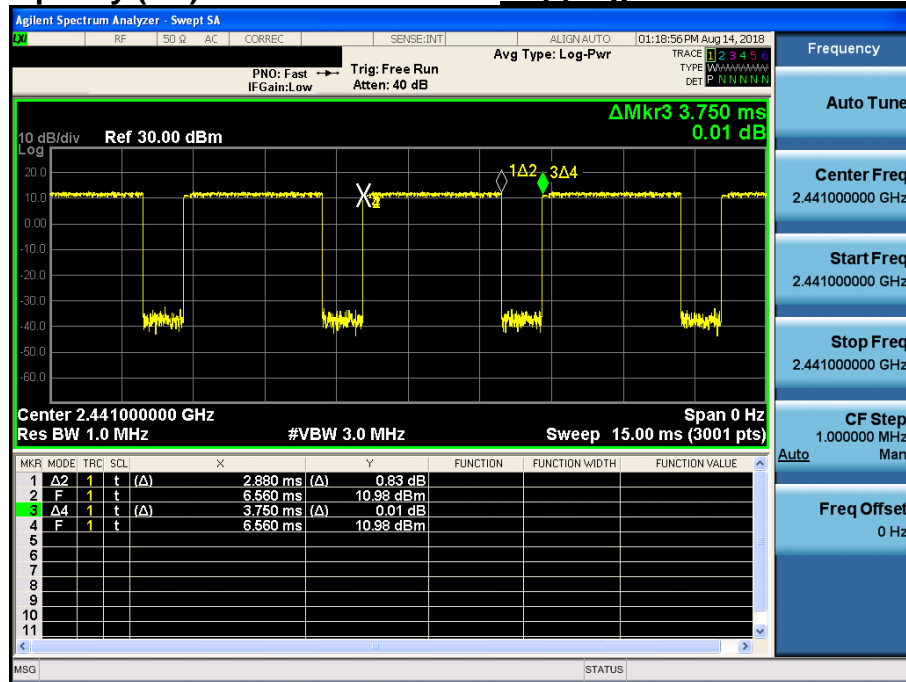 Agilent Spectrum Analyzer - Swept SA
LXI RF 50 Ω AC CORREC SENSE:INT ALIGN AUTO 01:18:56 PM Aug 14, 2018
Avg Type: Log-Pwr
TRACE 1 2 3 4 5 6
TYPE WWWWWW
DET P N N N N N
PNO: Fast
IFGain:Low
Trig: Free Run
Atten: 40 dB
ΔMkr3 3.750 ms
0.01 dB
10 dB/div Ref 30.00 dBm
Log
20.0
10.0
0.00
-10.0
-20.0
-30.0
-40.0
-50.0
-60.0
1Δ2
3Δ4
Center 2.441000000 GHz
Span 0 Hz
Res BW 1.0 MHz #VBW 3.0 MHz Sweep 15.00 ms (3001 pts)
MKR MODE TRC SCL X Y FUNCTION FUNCTION WIDTH FUNCTION VALUE
1 Δ2 1 t (Δ) 2.880 ms (Δ) 0.83 dB
2 F 1 t 6.560 ms 10.98 dBm
3 Δ4 1 t (Δ) 3.750 ms (Δ) 0.01 dB
4 F 1 t 6.560 ms 10.98 dBm
5
6
7
8
9
10
11
MSG STATUS
Frequency
Auto Tune
Center Freq
2.441000000 GHz
Start Freq
2.441000000 GHz
Stop Freq
2.441000000 GHz
CF Step
1.000000 MHz
Auto Man
Freq Offset
0 Hz